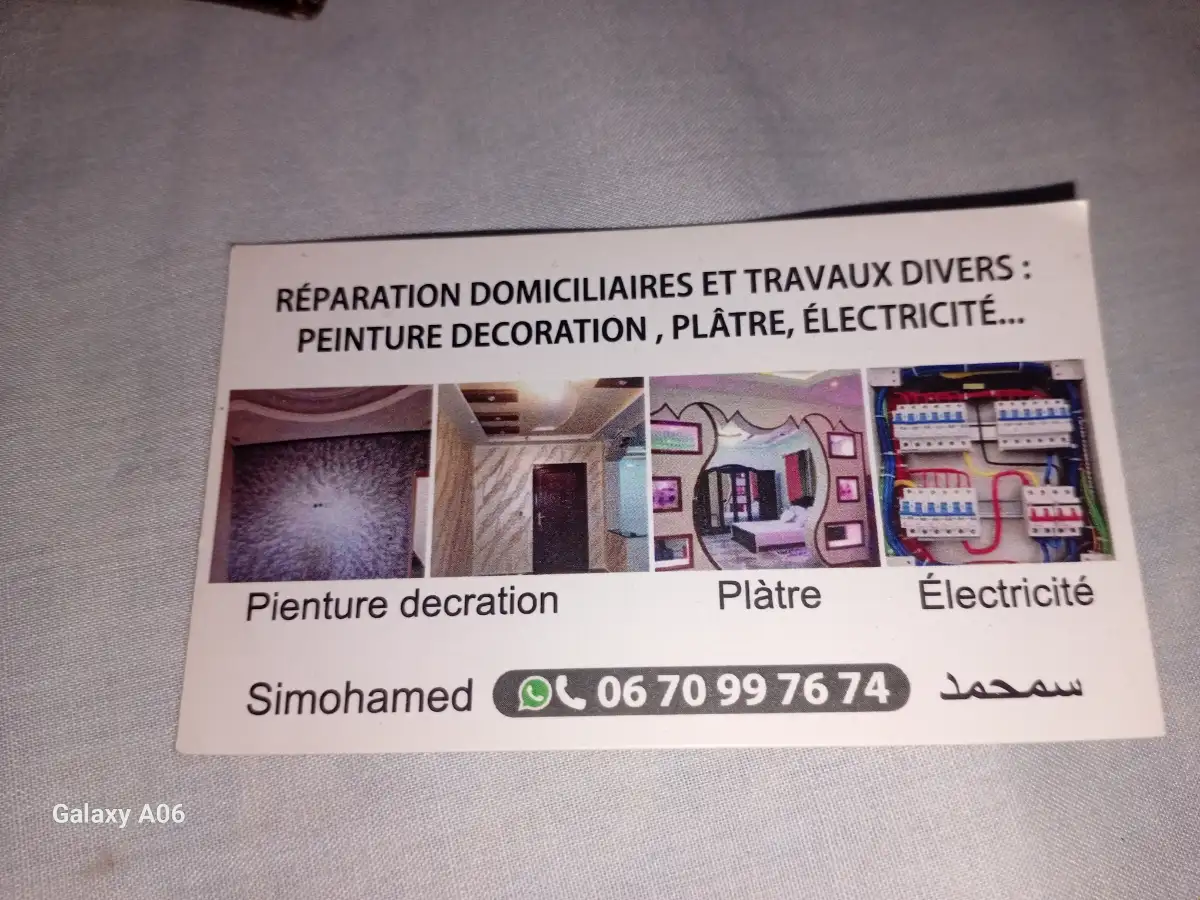 RÉPARATION DOMICILIAIRES ET TRAVAUX DIVERS :
PEINTURE DECORATION , PLÂTRE, ÉLECTRICITÉ...
Pienture decration
Plàtre
Électricité
Simohamed
06 70 99 76 74
سمحمد
Galaxy A06